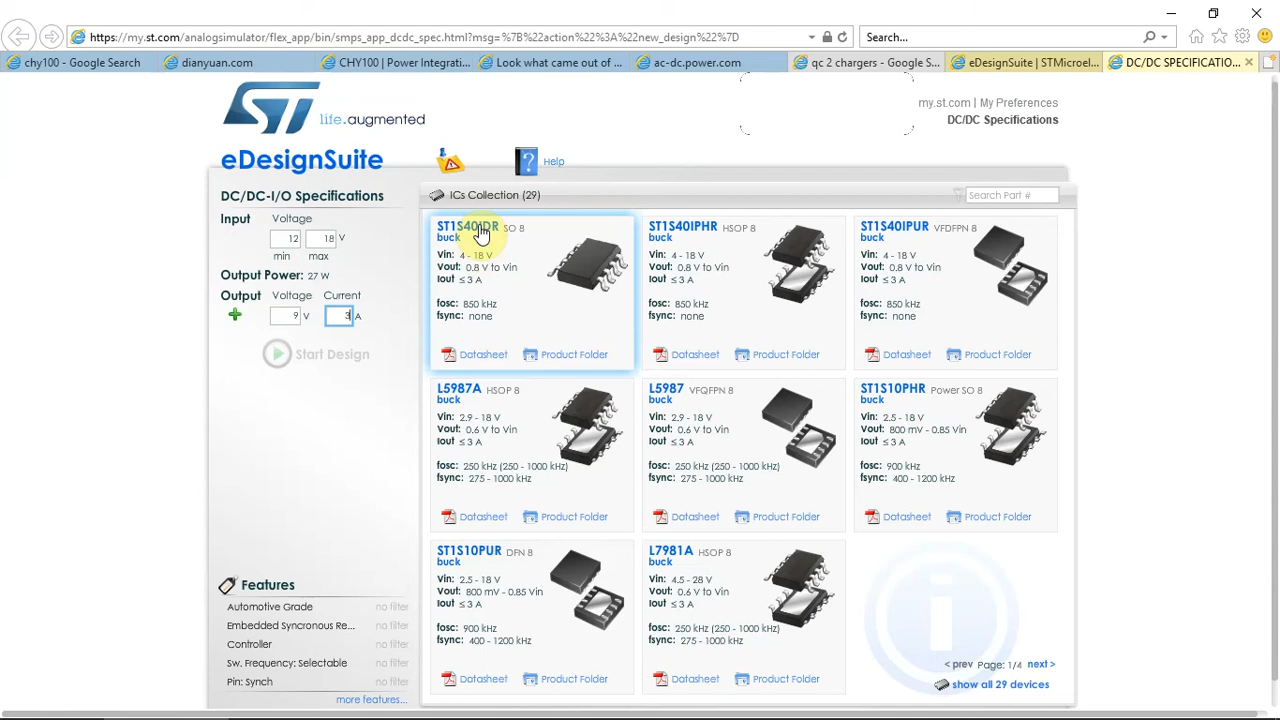 https://my.st.com/analogsimulator/flex_app/bin/smps_app_dcdc_spec.html?msg=%7B%22action%22%3A%22new_design%22%7D
Search...
chy100 - Google Search
dianyuan.com
CHY100 | Power Integrati...
Look what came out of ...
ac-dc.power.com
qc 2 chargers - Google S...
eDesignSuite | STMicroel...
DC/DC SPECIFICATIO...
ST life.augmented
my.st.com | My Preferences
DC/DC Specifications
eDesignSuite
Help
DC/DC-I/O Specifications
Input Voltage
12 18 V
min max
Output Power: 27 W
Output Voltage Current
9 V 3 A
Start Design
Features
Automotive Grade no filter
Embedded Syncronous Re... no filter
Controller no filter
Sw. Frequency: Selectable no filter
Pin: Synch no filter
more features...
ICs Collection (29)
Search Part #
ST1S40IDR SO 8
buck
Vin: 4 - 18 V
Vout: 0.8 V to Vin
Iout ≤ 3 A
fosc: 850 kHz
fsync: none
Datasheet Product Folder
ST1S40IPHR HSOP 8
buck
Vin: 4 - 18 V
Vout: 0.8 V to Vin
Iout ≤ 3 A
fosc: 850 kHz
fsync: none
Datasheet Product Folder
ST1S40IPUR VFDFPN 8
buck
Vin: 4 - 18 V
Vout: 0.8 V to Vin
Iout ≤ 3 A
fosc: 850 kHz
fsync: none
Datasheet Product Folder
L5987A HSOP 8
buck
Vin: 2.9 - 18 V
Vout: 0.6 V to Vin
Iout ≤ 3 A
fosc: 250 kHz (250 - 1000 kHz)
fsync: 275 - 1000 kHz
Datasheet Product Folder
L5987 VFQFPN 8
buck
Vin: 2.9 - 18 V
Vout: 0.6 V to Vin
Iout ≤ 3 A
fosc: 250 kHz (250 - 1000 kHz)
fsync: 275 - 1000 kHz
Datasheet Product Folder
ST1S10PHR Power SO 8
buck
Vin: 2.5 - 18 V
Vout: 800 mV - 0.85 Vin
Iout ≤ 3 A
fosc: 900 kHz
fsync: 400 - 1200 kHz
Datasheet Product Folder
ST1S10PUR DFN 8
buck
Vin: 2.5 - 18 V
Vout: 800 mV - 0.85 Vin
Iout ≤ 3 A
fosc: 900 kHz
fsync: 400 - 1200 kHz
Datasheet Product Folder
L7981A HSOP 8
buck
Vin: 4.5 - 28 V
Vout: 0.6 V to Vin
Iout ≤ 3 A
fosc: 250 kHz (250 - 1000 kHz)
fsync: 275 - 1000 kHz
Datasheet Product Folder
< prev Page: 1/4 next >
show all 29 devices